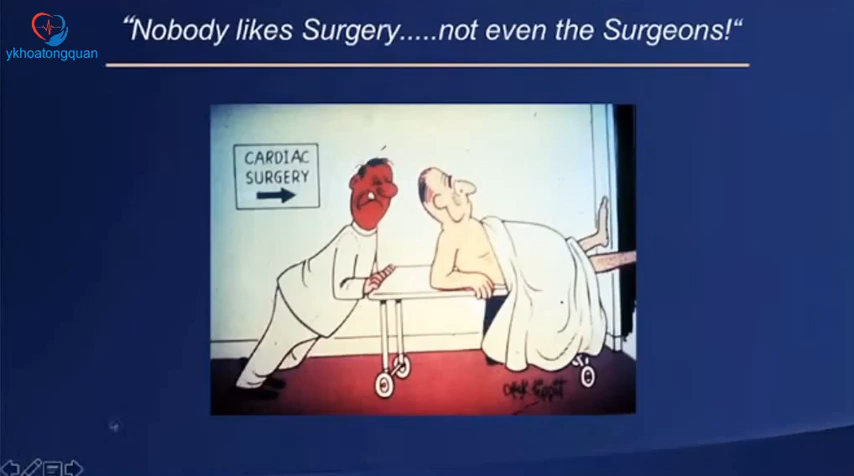 “Nobody likes Surgery.....not even the Surgeons!“
ykhoatongquan
CARDIAC
SURGERY